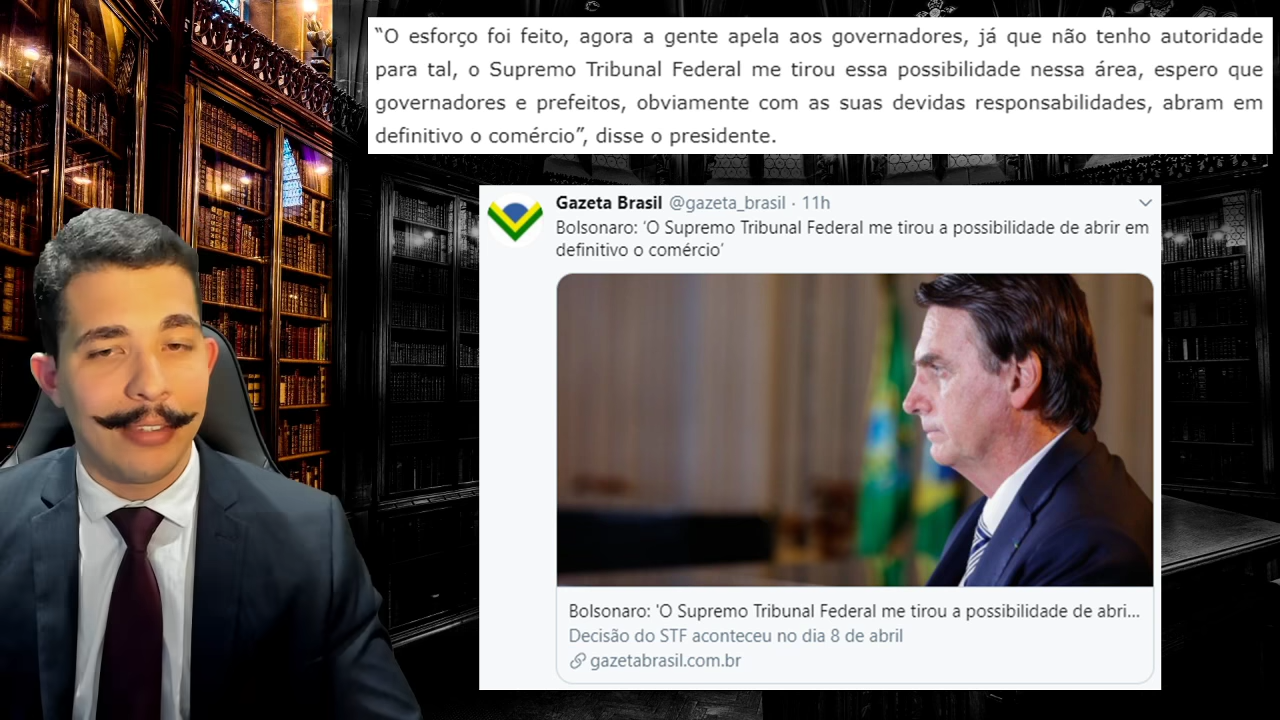 “O esforço foi feito, agora a gente apela aos governadores, já que não tenho autoridade
para tal, o Supremo Tribunal Federal me tirou essa possibilidade nessa área, espero que
governadores e prefeitos, obviamente com as suas devidas responsabilidades, abram em
definitivo o comércio”, disse o presidente.
Gazeta Brasil @gazeta_brasil · 11h
Bolsonaro: ‘O Supremo Tribunal Federal me tirou a possibilidade de abrir em
definitivo o comércio’
Bolsonaro: 'O Supremo Tribunal Federal me tirou a possibilidade de abri...
Decisão do STF aconteceu no dia 8 de abril
gazetabrasil.com.br